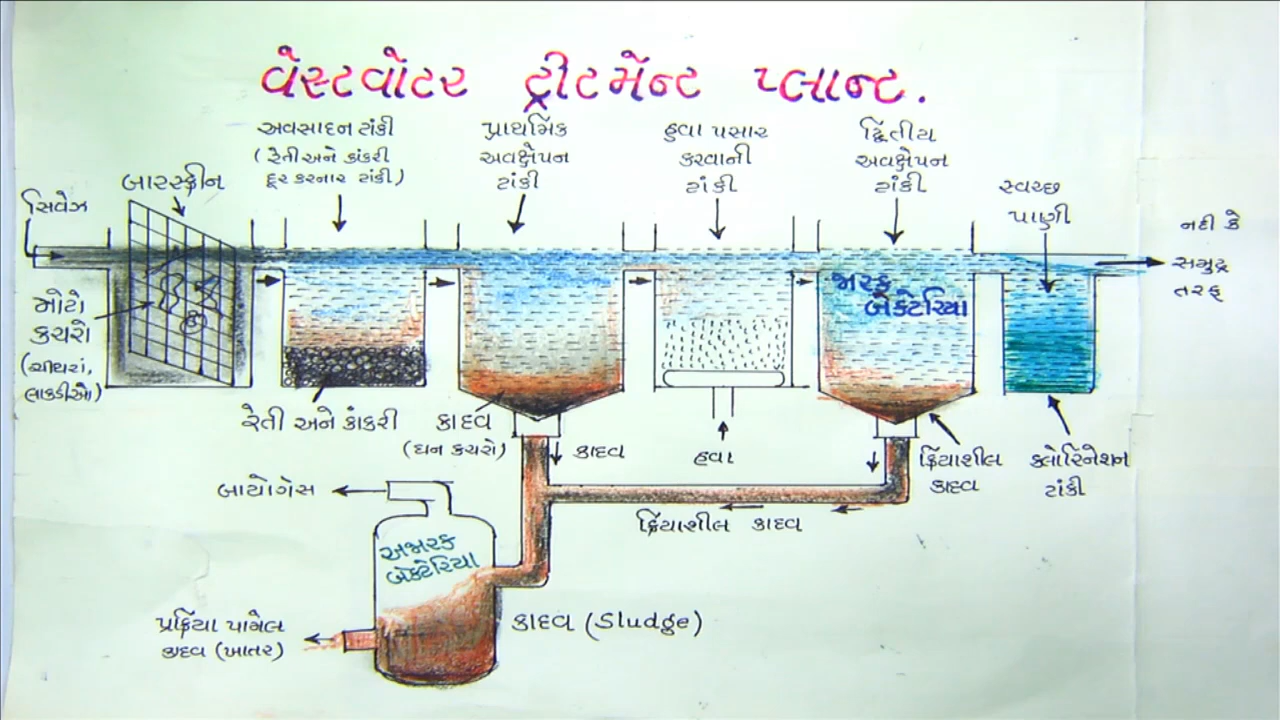 વેસ્ટવોટર ટ્રીટમેન્ટ પ્લાન્ટ.
અવસાદન ટાંકી
(રેતી અને કાંકરી
દૂર કરનાર ટાંકી)
પ્રાથમિક
અવક્ષેપન
ટાંકી
હવા પસાર
કરવાની
ટાંકી
દ્વિતીય
અવક્ષેપન
ટાંકી
બારસ્ક્રીન
સિવેઝ
સ્વચ્છ
પાણી
નદી કે
સમુદ્ર
તરફ
મોટો
કચરો
(ચીથરાં,
લાકડીઓ)
જારક
બેક્ટેરિયા
રેતી અને કાંકરી
કાદવ
(ઘન કચરો)
કાદવ
હવા
ક્રિયાશીલ
કાદવ
ક્લોરિનેશન
ટાંકી
બાયોગેસ
ક્રિયાશીલ કાદવ
અજારક
બેક્ટેરિયા
પ્રક્રિયા પામેલ
કાદવ (ખાતર)
કાદવ (Sludge)